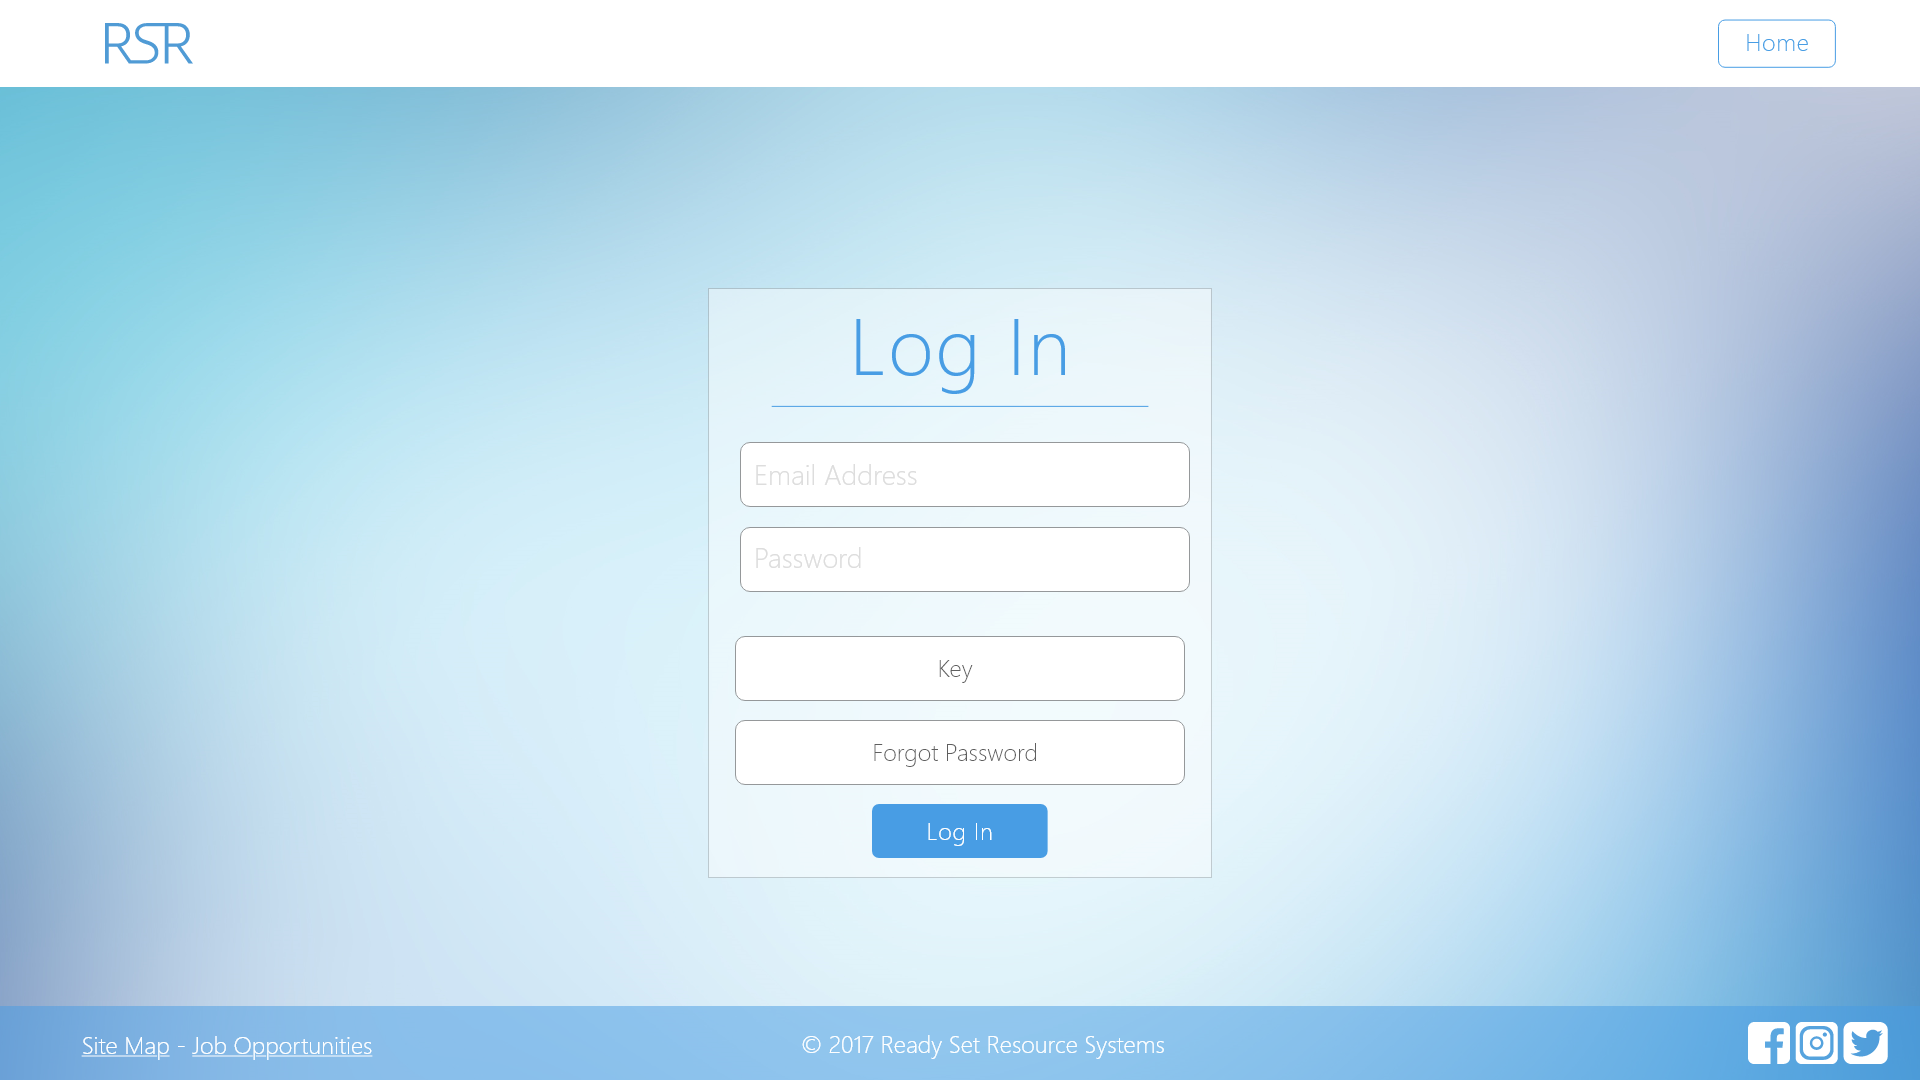 RSR
Home
Log In
Email Address
Password
Key
Forgot Password
Log In
Site Map - Job Opportunities
© 2017 Ready Set Resource Systems